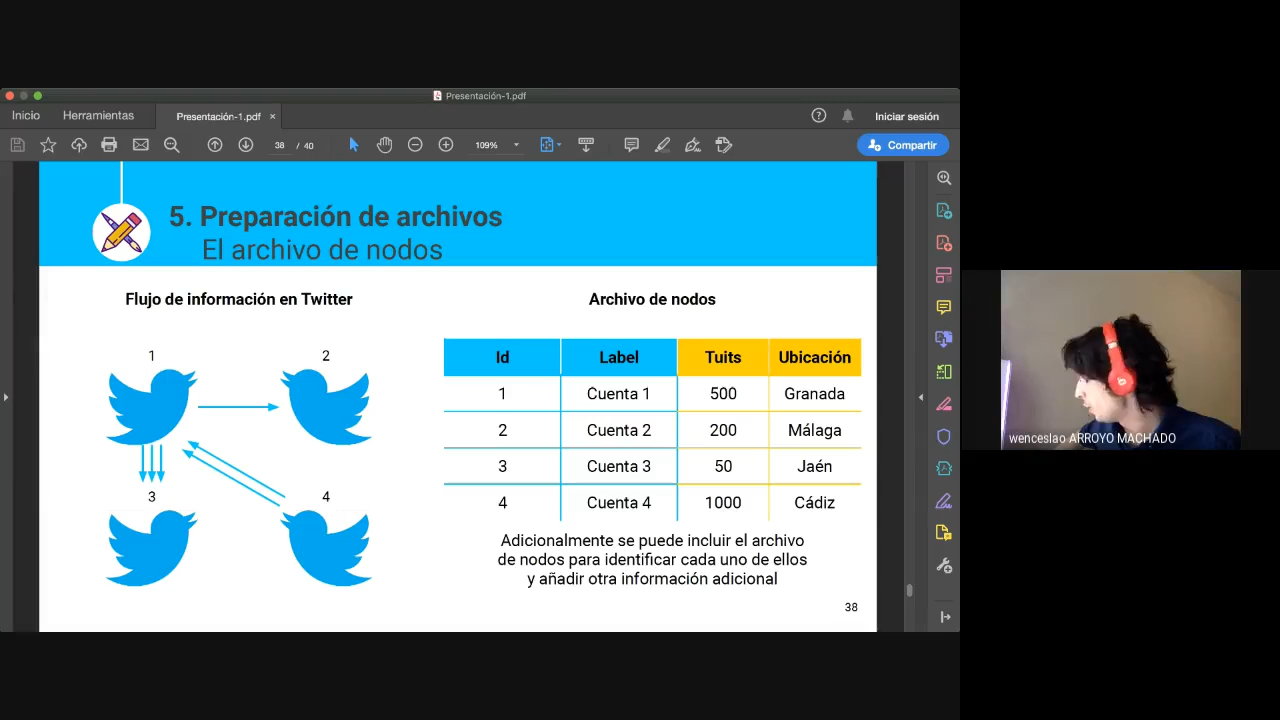 Presentación-1.pdf
Inicio
Herramientas
Presentación-1.pdf ×
Iniciar sesión
38 / 40
109%
Compartir
5. Preparación de archivos
El archivo de nodos
Flujo de información en Twitter
1
2
3
4
Archivo de nodos
Id Label Tuits Ubicación
1 Cuenta 1 500 Granada
2 Cuenta 2 200 Málaga
3 Cuenta 3 50 Jaén
4 Cuenta 4 1000 Cádiz
Adicionalmente se puede incluir el archivo
de nodos para identificar cada uno de ellos
y añadir otra información adicional
38
wenceslao ARROYO MACHADO